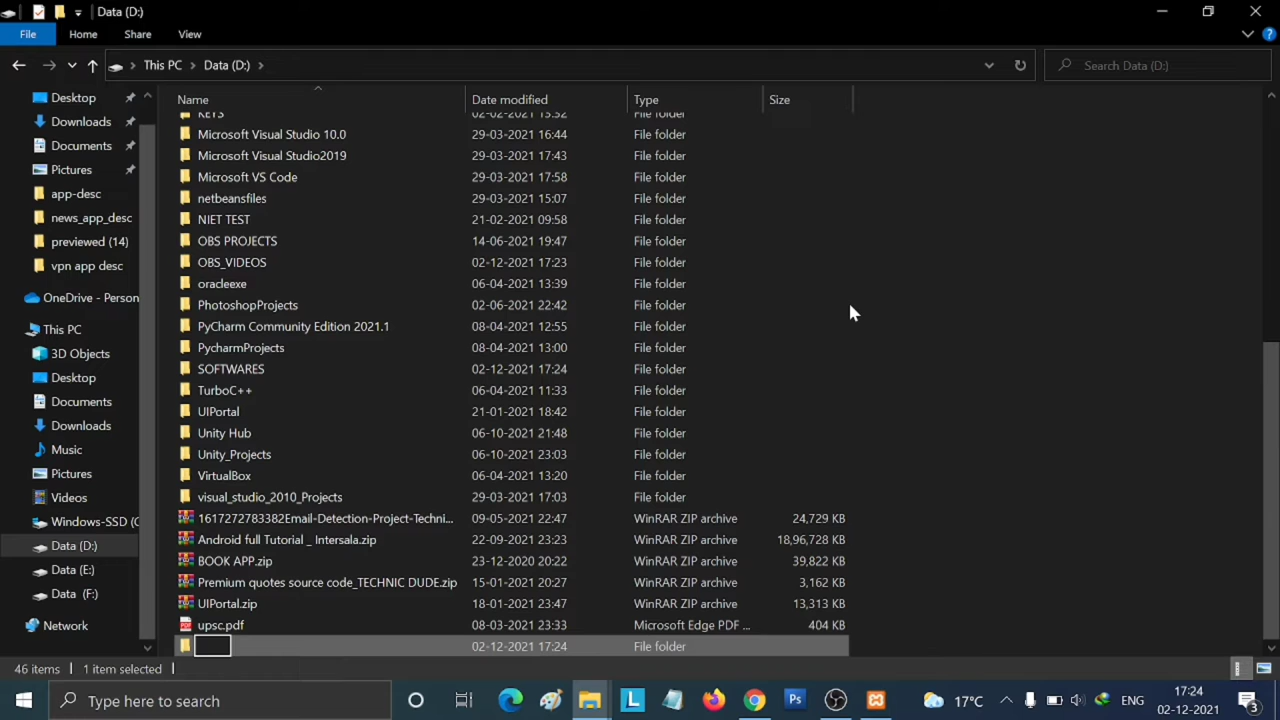 Data (D:)
File Home Share View
This PC Data (D:) Search Data (D:)
Name Date modified Type Size
Desktop
Downloads
Documents
Pictures
app-desc
news_app_desc
previewed (14)
vpn app desc
OneDrive - Person
This PC
3D Objects
Desktop
Documents
Downloads
Music
Pictures
Videos
Windows-SSD (C
Data (D:)
Data (E:)
Data (F:)
Network
KEYS 02-02-2021 15:52 File folder
Microsoft Visual Studio 10.0 29-03-2021 16:44 File folder
Microsoft Visual Studio2019 29-03-2021 17:43 File folder
Microsoft VS Code 29-03-2021 17:58 File folder
netbeansfiles 29-03-2021 15:07 File folder
NIET TEST 21-02-2021 09:58 File folder
OBS PROJECTS 14-06-2021 19:47 File folder
OBS_VIDEOS 02-12-2021 17:23 File folder
oracleexe 06-04-2021 13:39 File folder
PhotoshopProjects 02-06-2021 22:42 File folder
PyCharm Community Edition 2021.1 08-04-2021 12:55 File folder
PycharmProjects 08-04-2021 13:00 File folder
SOFTWARES 02-12-2021 17:24 File folder
TurboC++ 06-04-2021 11:33 File folder
UIPortal 21-01-2021 18:42 File folder
Unity Hub 06-10-2021 21:48 File folder
Unity_Projects 06-10-2021 23:03 File folder
VirtualBox 06-04-2021 13:20 File folder
visual_studio_2010_Projects 29-03-2021 17:03 File folder
1617272783382Email-Detection-Project-Techni... 09-05-2021 22:47 WinRAR ZIP archive 24,729 KB
Android full Tutorial _ Intersala.zip 22-09-2021 23:23 WinRAR ZIP archive 18,96,728 KB
BOOK APP.zip 23-12-2020 20:22 WinRAR ZIP archive 39,822 KB
Premium quotes source code_TECHNIC DUDE.zip 15-01-2021 20:27 WinRAR ZIP archive 3,162 KB
UIPortal.zip 18-01-2021 23:47 WinRAR ZIP archive 13,313 KB
upsc.pdf 08-03-2021 23:33 Microsoft Edge PDF ... 404 KB
02-12-2021 17:24 File folder
46 items 1 item selected
Type here to search 17°C ENG 17:24
02-12-2021 3